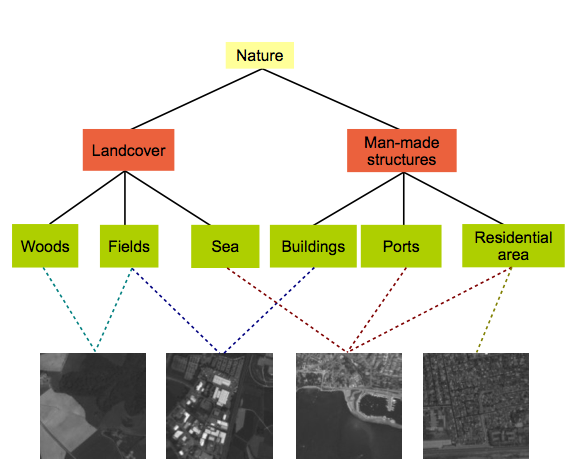 Nature
Landcover
Man-made
structures
Woods
Fields
Sea
Buildings
Ports
Residential
area